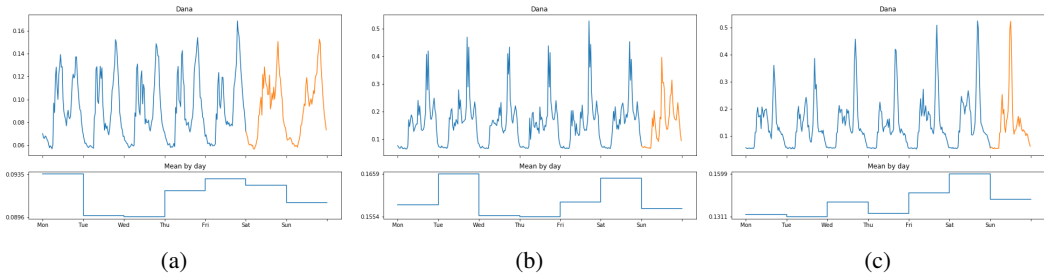 Dana
0.16
0.14
0.12
0.10
0.08
0.06
Mean by day
0.0935
0.0896
Mon Tue Wed Thu Fri Sat Sun
(a)
Dana
0.5
0.4
0.3
0.2
0.1
Mean by day
0.1659
0.1554
Mon Tue Wed Thu Fri Sat Sun
(b)
Dana
0.5
0.4
0.3
0.2
0.1
Mean by day
0.1599
0.1311
Mon Tue Wed Thu Fri Sat Sun
(c)